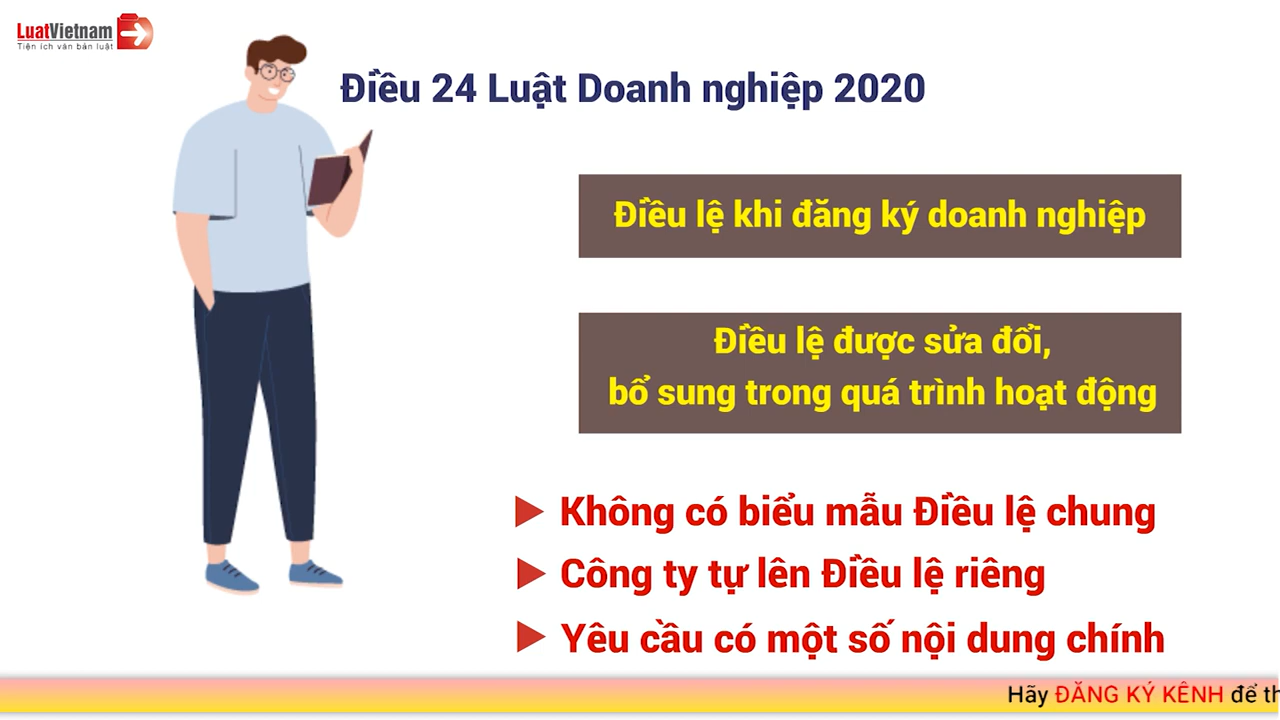 LuatVietnam
Tiện ích văn bản luật
Điều 24 Luật Doanh nghiệp 2020
Điều lệ khi đăng ký doanh nghiệp
Điều lệ được sửa đổi,
bổ sung trong quá trình hoạt động
Không có biểu mẫu Điều lệ chung
Công ty tự lên Điều lệ riêng
Yêu cầu có một số nội dung chính
Hãy ĐĂNG KÝ KÊNH để th